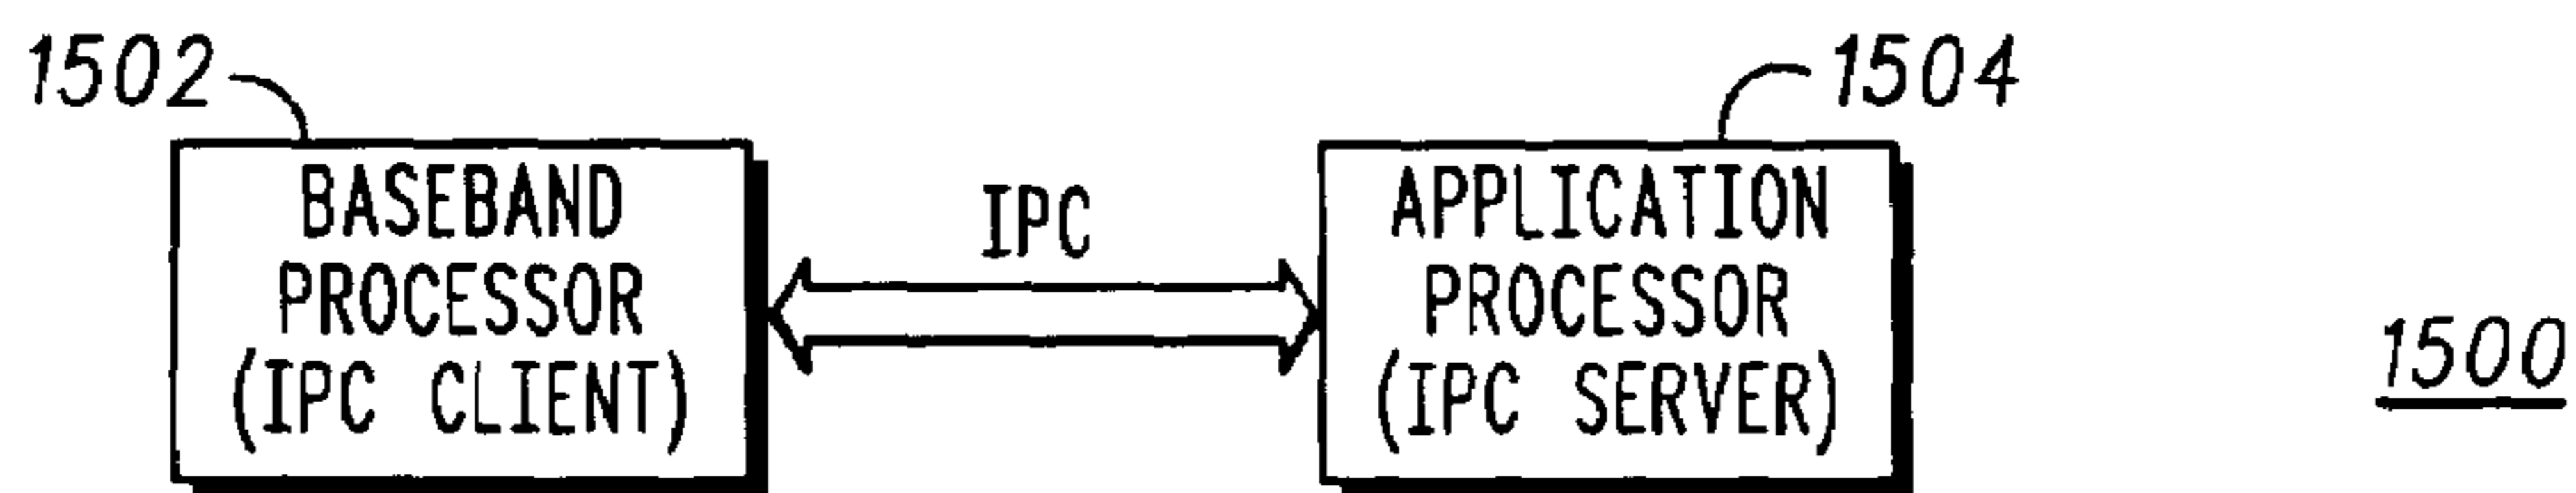 1502
1504
BASEBAND
PROCESSOR
(IPC CLIENT)
IPC
APPLICATION
PROCESSOR
(IPC SERVER)
1500